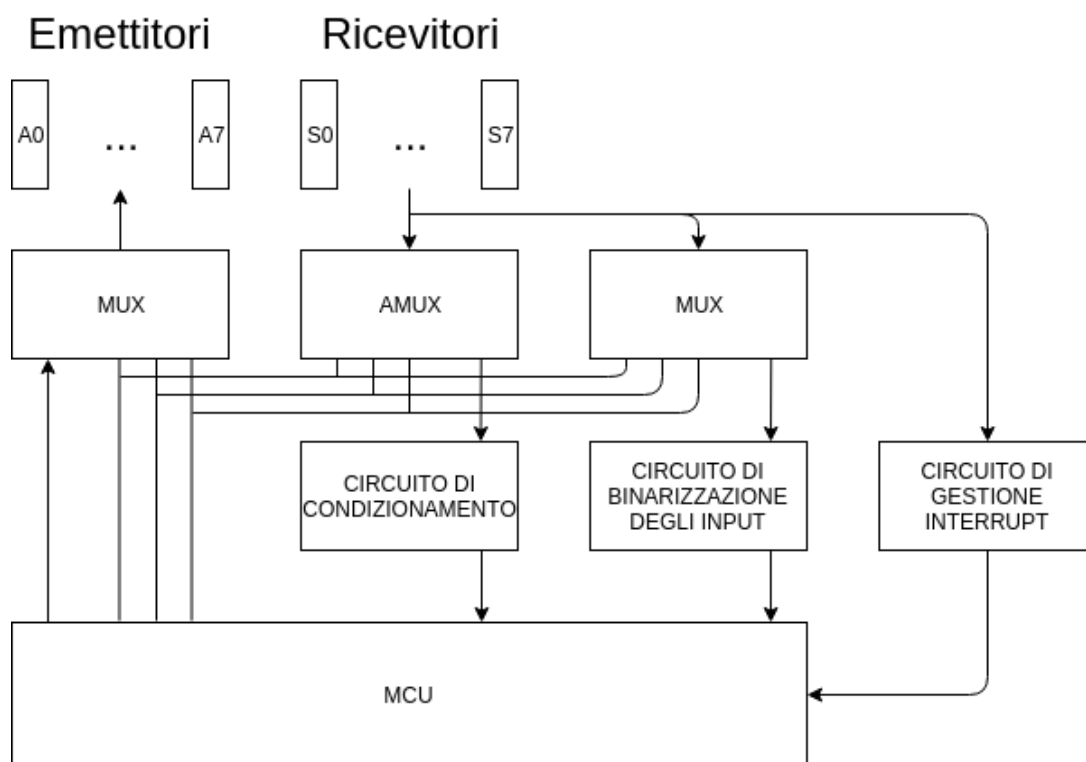 Emettitori
Ricevitori
A0
...
A7
S0
...
S7
MUX
AMUX
MUX
CIRCUITO DI
CONDIZIONAMENTO
CIRCUITO DI
BINARIZZAZIONE
DEGLI INPUT
CIRCUITO DI
GESTIONE
INTERRUPT
MCU